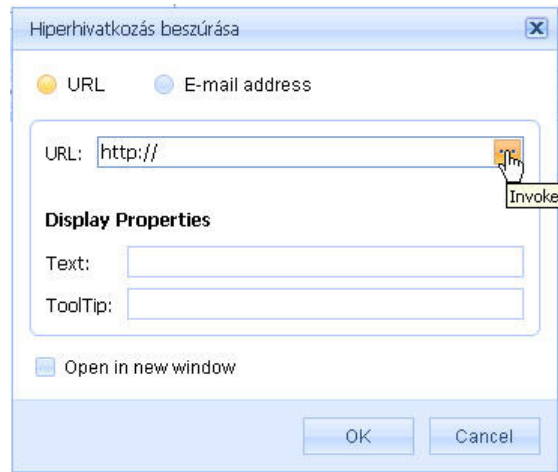 Hiperhivatkozás beszúrása
URL E-mail address
URL: http://
Invoke
Display Properties
Text:
ToolTip:
Open in new window
OK Cancel